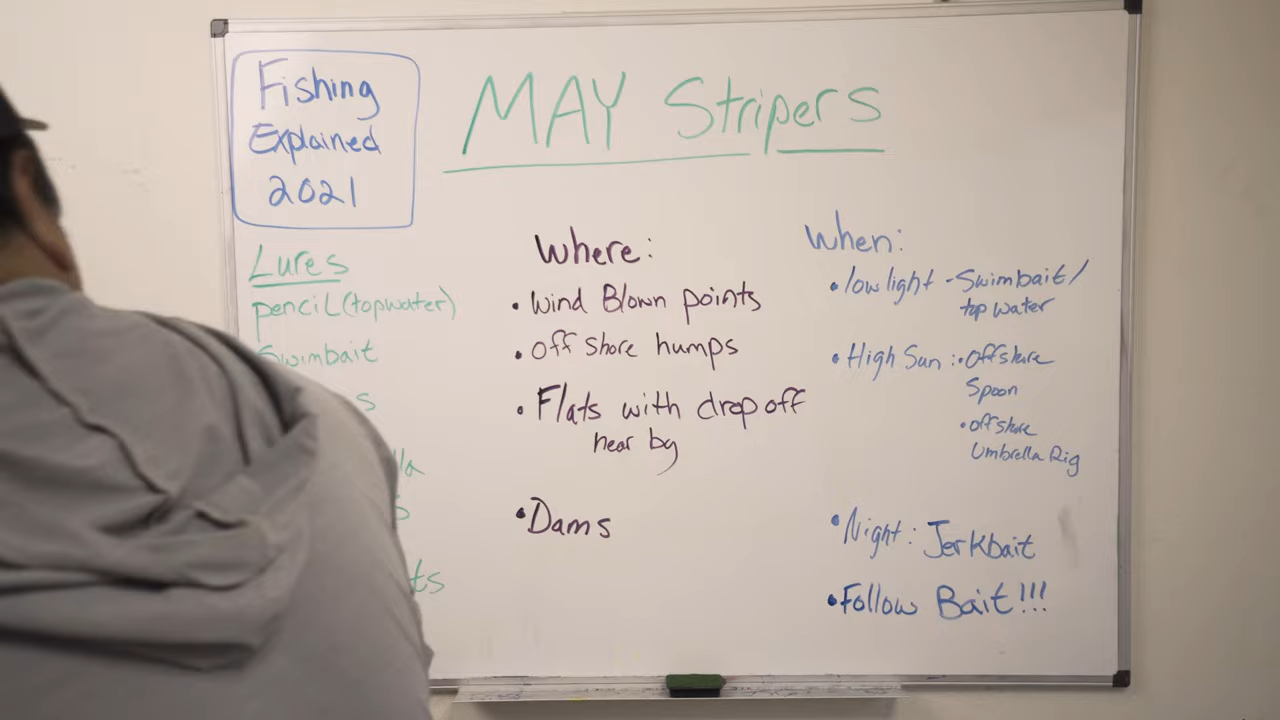 Fishing
Explained
2021
MAY Stripers
Lures
pencil (topwater)
Swimbait
Where:
• Wind Blown points
• off shore humps
• Flats with drop off
near by
• Dams
When:
• low light - Swimbait/
top water
• High Sun : • Offshore
Spoon
• offshore
Umbrella Rig
• Night: Jerkbait
• Follow Bait!!!